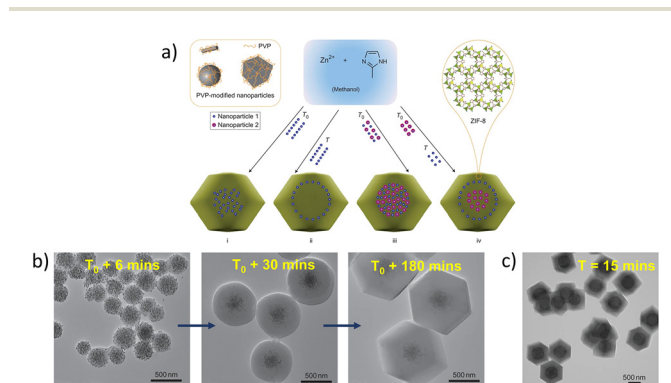 a)
PVP
Zn2+ + N NH
(Methanol)
PVP-modified nanoparticles
Nanoparticle 1
Nanoparticle 2
ZIF-8
T0
T
T0
T
i
ii
iii
iv
b)
T0 + 6 mins
T0 + 30 mins
T0 + 180 mins
c)
T = 15 mins
500 nm
500 nm
500 nm
500 nm